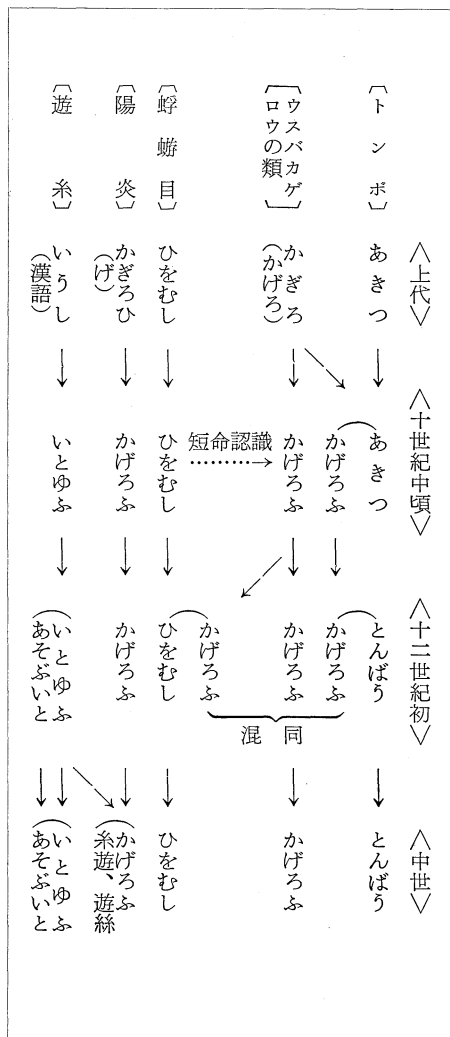 〈上代〉　〈十世紀中頃〉　〈十二世紀初〉　〈中世〉
〔トンボ〕　あきつ　→　あきつ　かげろふ　→　とんばう　かげろふ　→　とんばう
〔ウスバカゲロウの類〕　かぎろ（かげろ）　→　かげろふ　→　かげろふ　かげろふ　→　かげろふ
短命認識
混同
〔蜉蝣目〕　ひをむし　→　ひをむし　→　ひをむし　→　ひをむし
〔陽炎〕　かぎろひ（げ）　→　かげろふ　→　かげろふ　→　かげろふ　糸遊、遊絲
〔遊糸〕　いうし（漢語）　→　いとゆふ　→　いとゆふ　あそぶいと　→　いとゆふ　あそぶいと